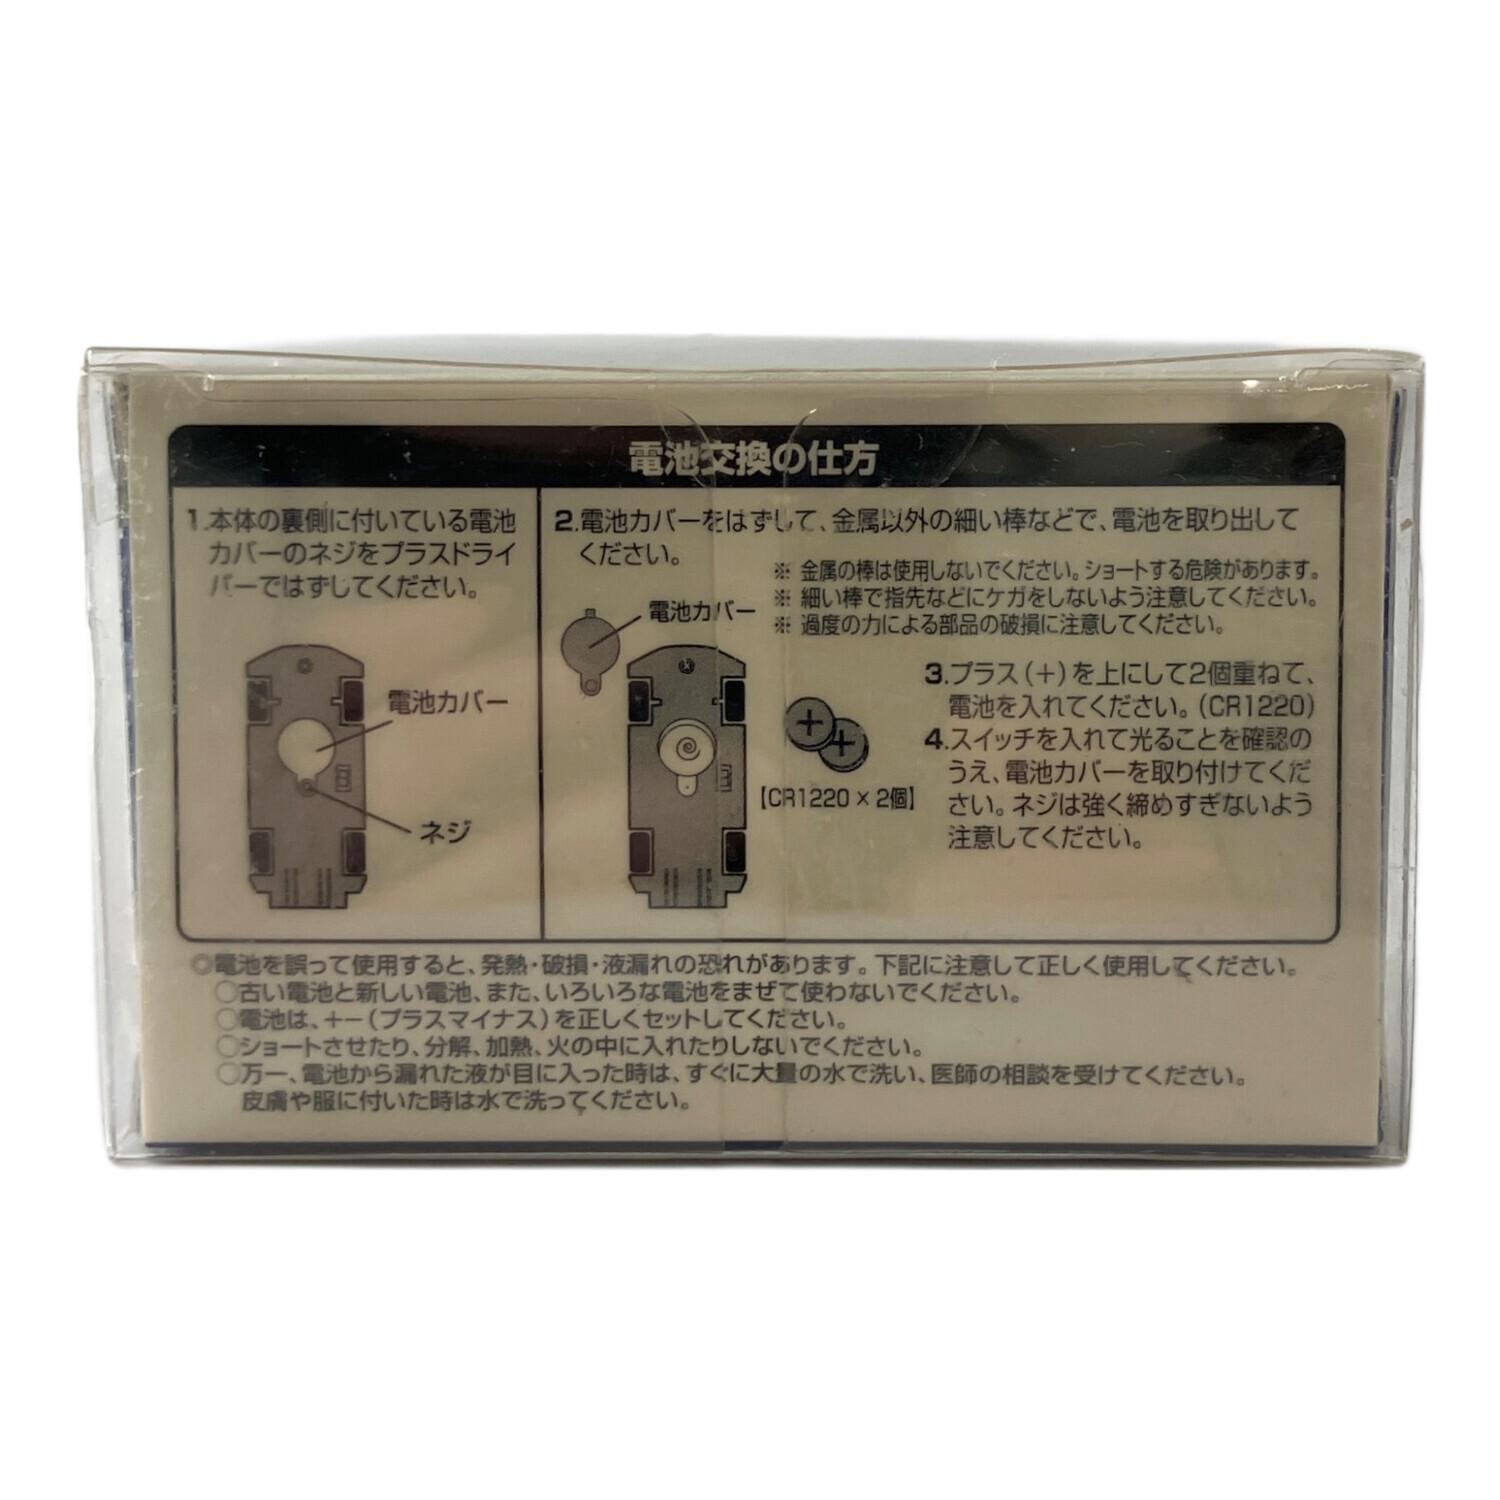 電池交換の仕方
1.本体の裏側に付いている電池
カバーのネジをプラスドライ
バーではずしてください。
電池カバー
ネジ
2.電池カバーをはずして、金属以外の細い棒などで、電池を取り出して
ください。
※ 金属の棒は使用しないでください。ショートする危険があります。
※ 細い棒で指先などにケガをしないよう注意してください。
※ 過度の力による部品の破損に注意してください。
電池カバー
【CR1220×2個】
3.プラス(+)を上にして2個重ねて、
電池を入れてください。(CR1220)
4.スイッチを入れて光ることを確認の
うえ、電池カバーを取り付けてくだ
さい。ネジは強く締めすぎないよう
注意してください。
◎電池を誤って使用すると、発熱・破損・液漏れの恐れがあります。下記に注意して正しく使用してください。
○古い電池と新しい電池、また、いろいろな電池をまぜて使わないでください。
○電池は、+−(プラスマイナス)を正しくセットしてください。
○ショートさせたり、分解、加熱、火の中に入れたりしないでください。
○万一、電池から漏れた液が目に入った時は、すぐに大量の水で洗い、医師の相談を受けてください。
皮膚や服に付いた時は水で洗ってください。